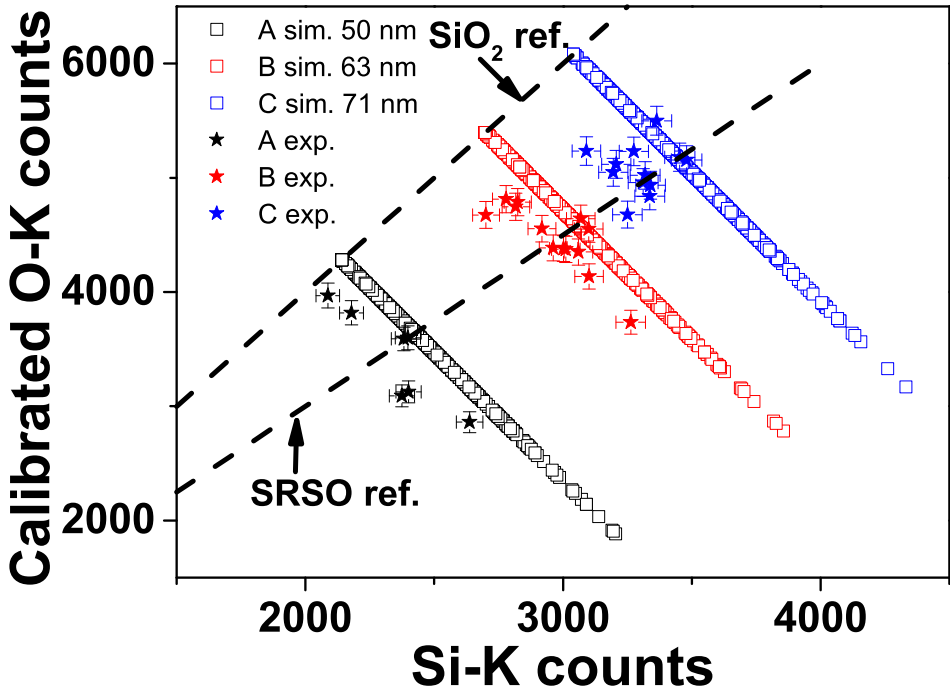 A sim. 50 nm
B sim. 63 nm
C sim. 71 nm
A exp.
B exp.
C exp.
SiO2 ref.
SRSO ref.
6000
4000
2000
2000
3000
4000
Calibrated O-K counts
Si-K counts